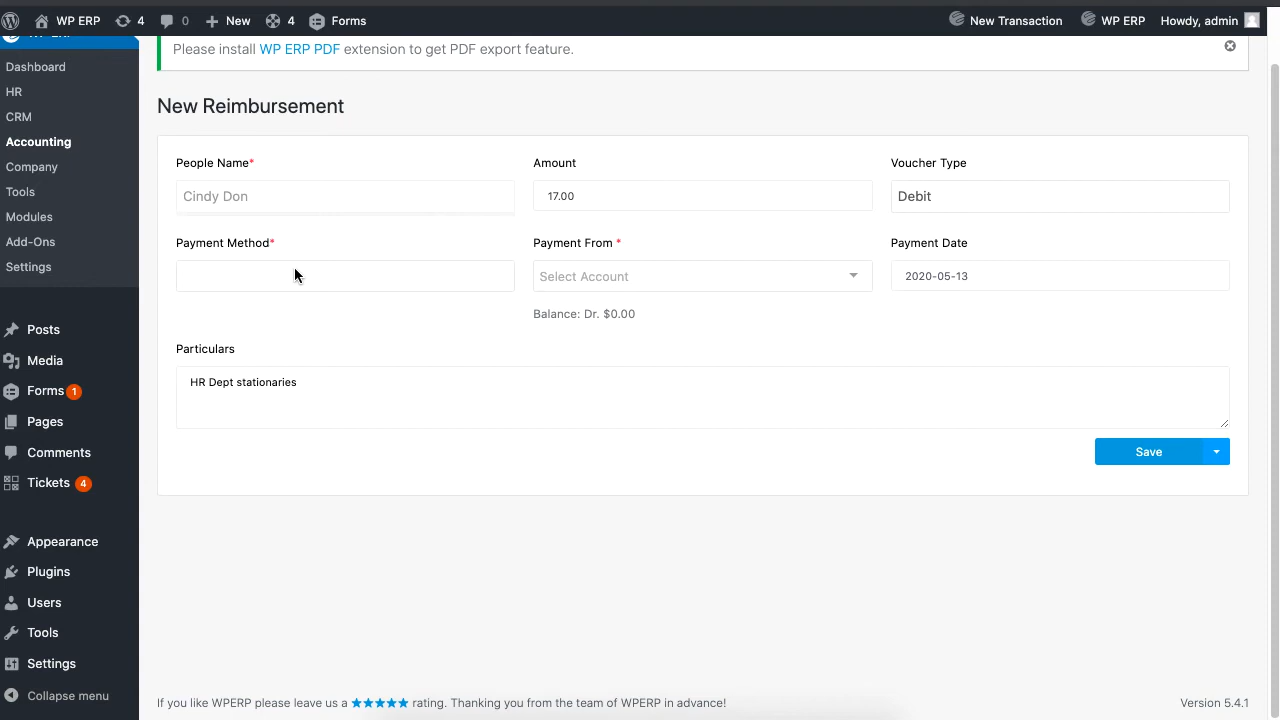 WP ERP 4 0 New 4 Forms New Transaction WP ERP Howdy, admin
Please install WP ERP PDF extension to get PDF export feature.
Dashboard
HR
CRM
Accounting
Company
Tools
Modules
Add-Ons
Settings
Posts
Media
Forms 1
Pages
Comments
Tickets 4
Appearance
Plugins
Users
Tools
Settings
Collapse menu
New Reimbursement
People Name* Amount Voucher Type
Cindy Don 17.00 Debit
Payment Method* Payment From * Payment Date
Select Account 2020-05-13
Balance: Dr. $0.00
Particulars
HR Dept stationaries
Save
If you like WPERP please leave us a ★★★★★ rating. Thanking you from the team of WPERP in advance! Version 5.4.1